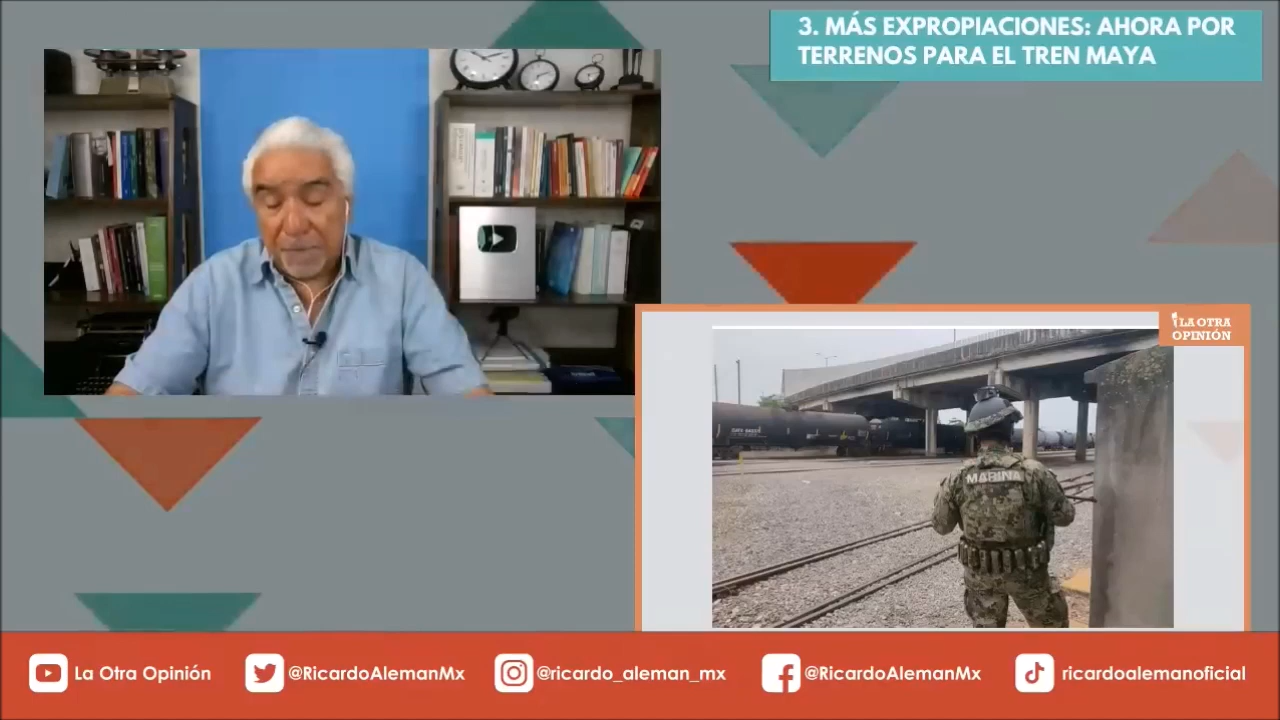 3. MÁS EXPROPIACIONES: AHORA POR
TERRENOS PARA EL TREN MAYA
LA OTRA
OPINIÓN
MARINA
La Otra Opinión
@RicardoAlemanMx
@ricardo_aleman_mx
@RicardoAlemanMx
ricardoalemanoficial